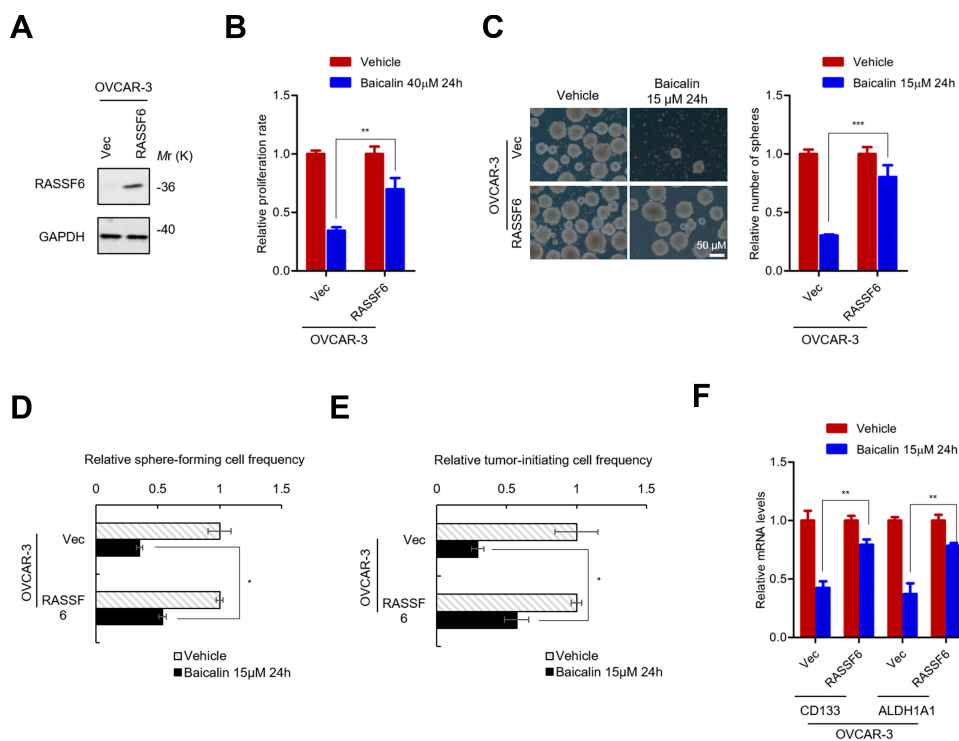 A
OVCAR-3
Vec
RASSF6
Mr (K)
RASSF6
-36
GAPDH
-40
B
Vehicle
Baicalin 40μM 24h
Relative proliferation rate
1.5
1.0
0.5
0.0
**
Vec
RASSF6
OVCAR-3
C
Vehicle
Baicalin
15 μM 24h
OVCAR-3
Vec
RASSF6
50 μM
Vehicle
Baicalin 15μM 24h
Relative number of spheres
1.5
1.0
0.5
0.0
***
Vec
RASSF6
OVCAR-3
D
Relative sphere-forming cell frequency
0
0.5
1
1.5
OVCAR-3
Vec
RASSF
6
*
Vehicle
Baicalin 15μM 24h
E
Relative tumor-initiating cell frequency
0
0.5
1
1.5
OVCAR-3
Vec
RASSF
6
*
Vehicle
Baicalin 15μM 24h
F
Vehicle
Baicalin 15μM 24h
Relative mRNA levels
1.5
1.0
0.5
0.0
**
**
Vec
RASSF6
Vec
RASSF6
CD133
ALDH1A1
OVCAR-3